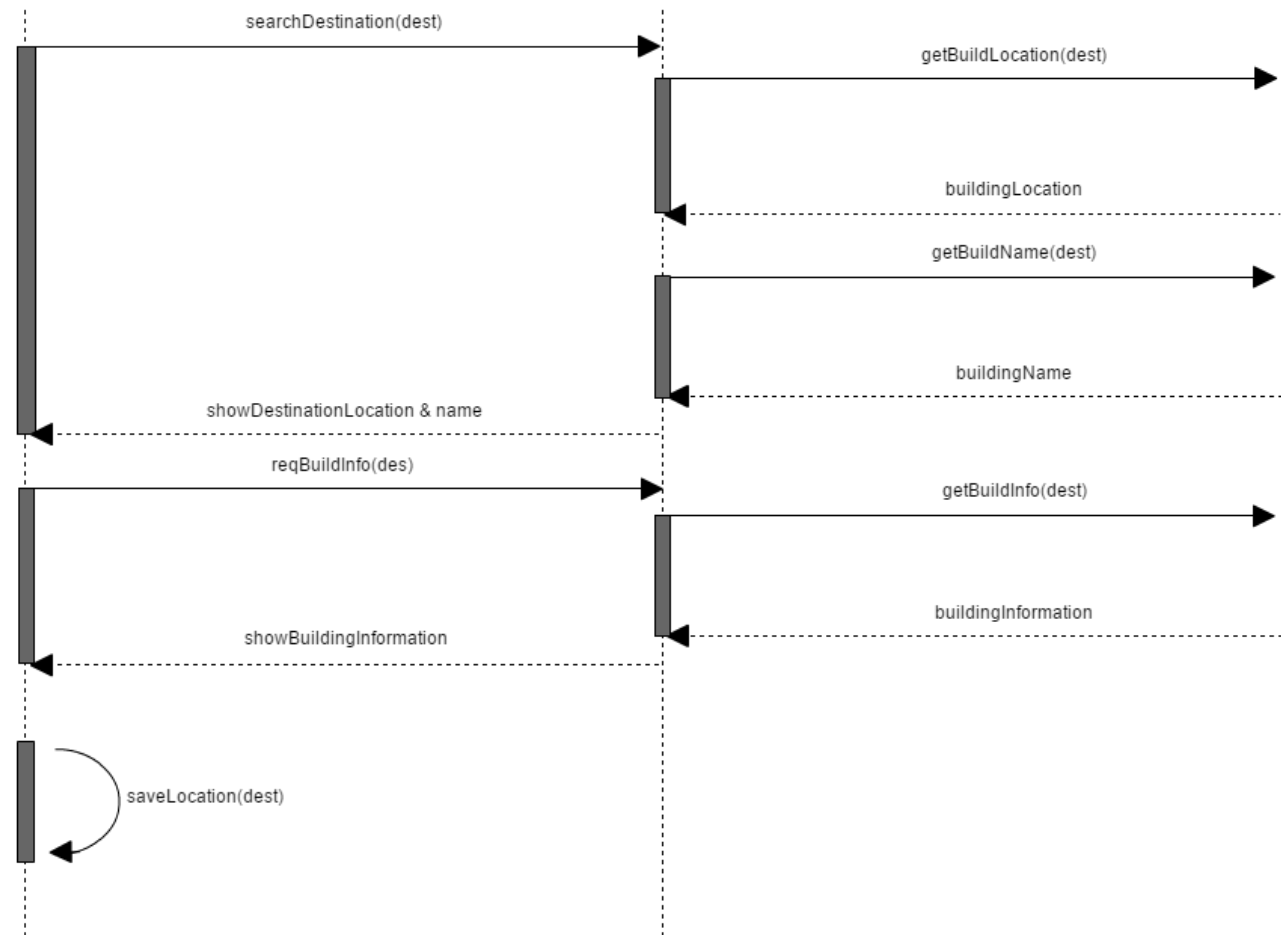 searchDestination(dest)
getBuildLocation(dest)
buildingLocation
getBuildName(dest)
buildingName
showDestinationLocation & name
reqBuildInfo(des)
getBuildInfo(dest)
buildingInformation
showBuildingInformation
saveLocation(dest)